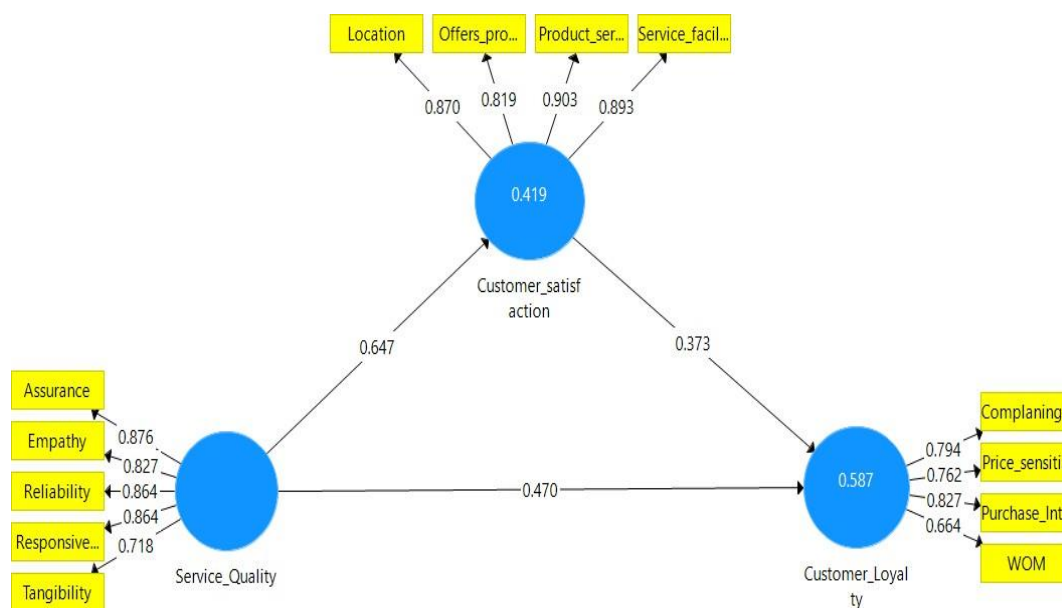 Location
Offers_pro...
Product_ser...
Service_facil...
0.870
0.819
0.903
0.893
0.419
Customer_satisf
action
0.647
0.373
Assurance
Empathy
Reliability
Responsive...
Tangibility
0.876
0.827
0.864
0.864
0.718
Service_Quality
0.470
0.587
Customer_Loyal
ty
0.794
0.762
0.827
0.664
Complaning
Price_sensiti
Purchase_Int
WOM